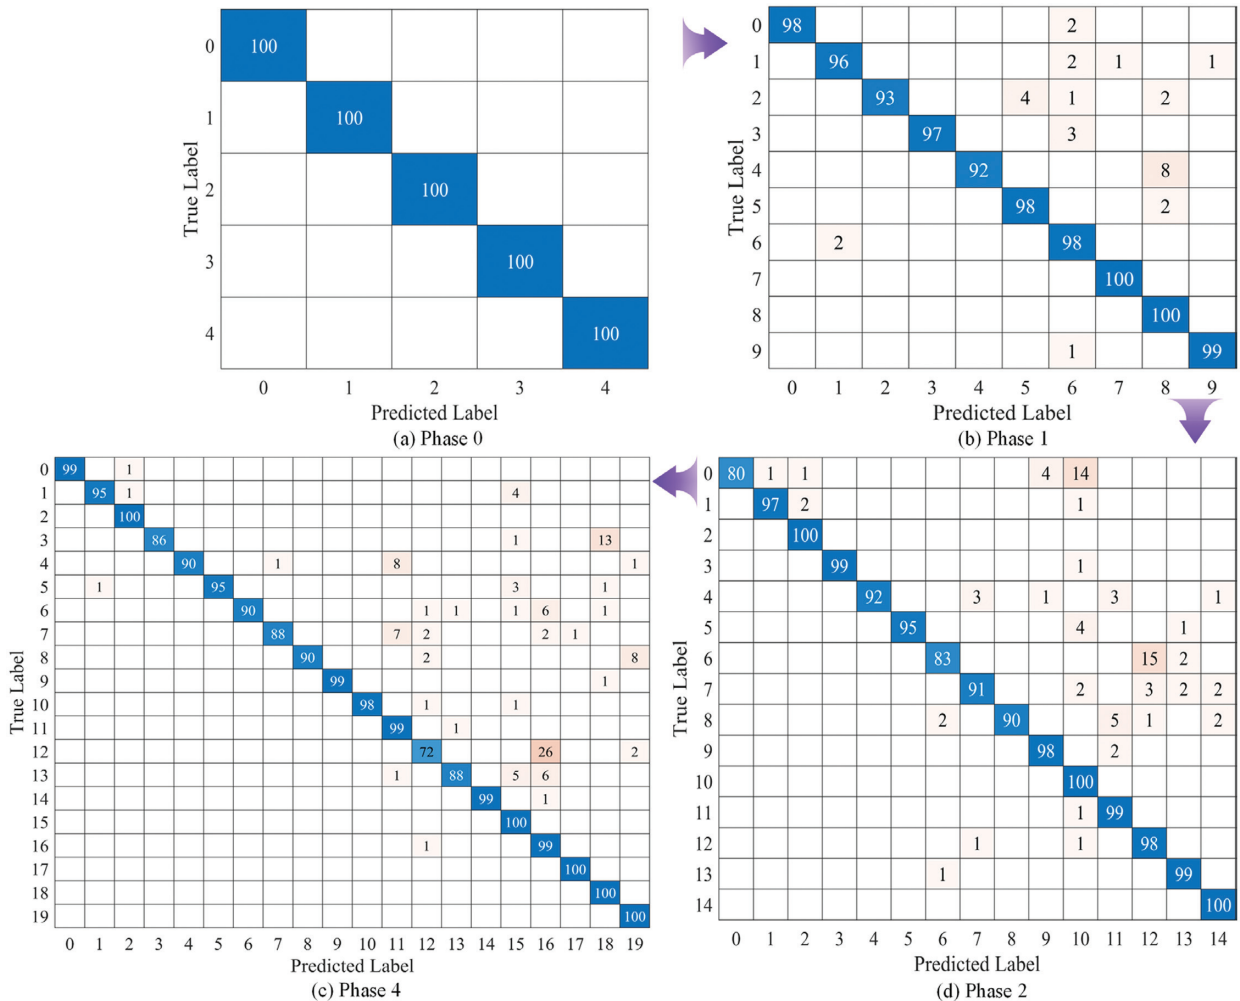 0 100
1 100
2 100
3 100
4 100
0 1 2 3 4
True Label
Predicted Label
(a) Phase 0
0 98 2
1 96 2 1 1
2 93 4 1 2
3 97 3
4 92 8
5 98 2
6 2 98
7 100
8 100
9 1 99
0 1 2 3 4 5 6 7 8 9
True Label
Predicted Label
(b) Phase 1
0 99 1
1 95 1 4
2 100
3 86 1 13
4 90 1 8 1
5 1 95 3 1
6 90 1 1 1 6 1
7 88 7 2 2 1
8 90 2 8
9 99 1
10 98 1 1
11 99 1
12 72 26 2
13 1 88 5 6
14 99 1
15 100
16 1 99
17 100
18 100
19 100
0 1 2 3 4 5 6 7 8 9 10 11 12 13 14 15 16 17 18 19
True Label
Predicted Label
(c) Phase 4
0 80 1 1 4 14
1 97 2 1
2 100
3 99 1
4 92 3 1 3 1
5 95 4 1
6 83 15 2
7 91 2 3 2 2
8 2 90 5 1 2
9 98 2
10 100
11 1 99
12 1 1 98
13 1 99
14 100
0 1 2 3 4 5 6 7 8 9 10 11 12 13 14
True Label
Predicted Label
(d) Phase 2